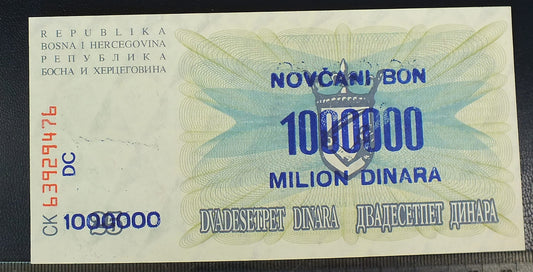 REPUBLIKA
BOSNA I HERCEGOVINA
РЕПУБЛИКА
БОСНА И ХЕРЦЕГОВИНА
NOVČANI BON
1000000
MILION DINARA
DVADESETPET DINARA ДВАДЕСЕТПЕТ ДИНАРА
1000000
CK 63929476
DC